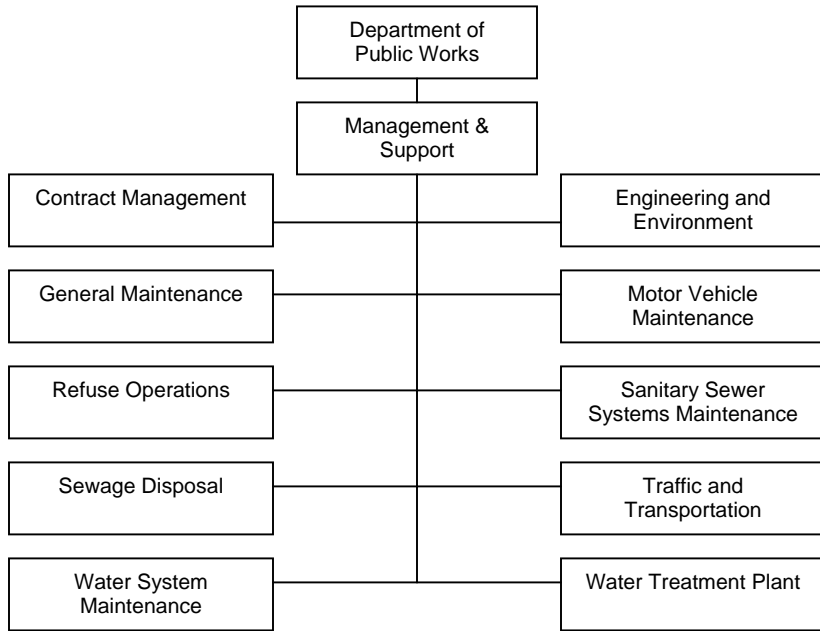 Department of
Public Works
Management &
Support
Contract Management
Engineering and
Environment
General Maintenance
Motor Vehicle
Maintenance
Refuse Operations
Sanitary Sewer
Systems Maintenance
Sewage Disposal
Traffic and
Transportation
Water System
Maintenance
Water Treatment Plant